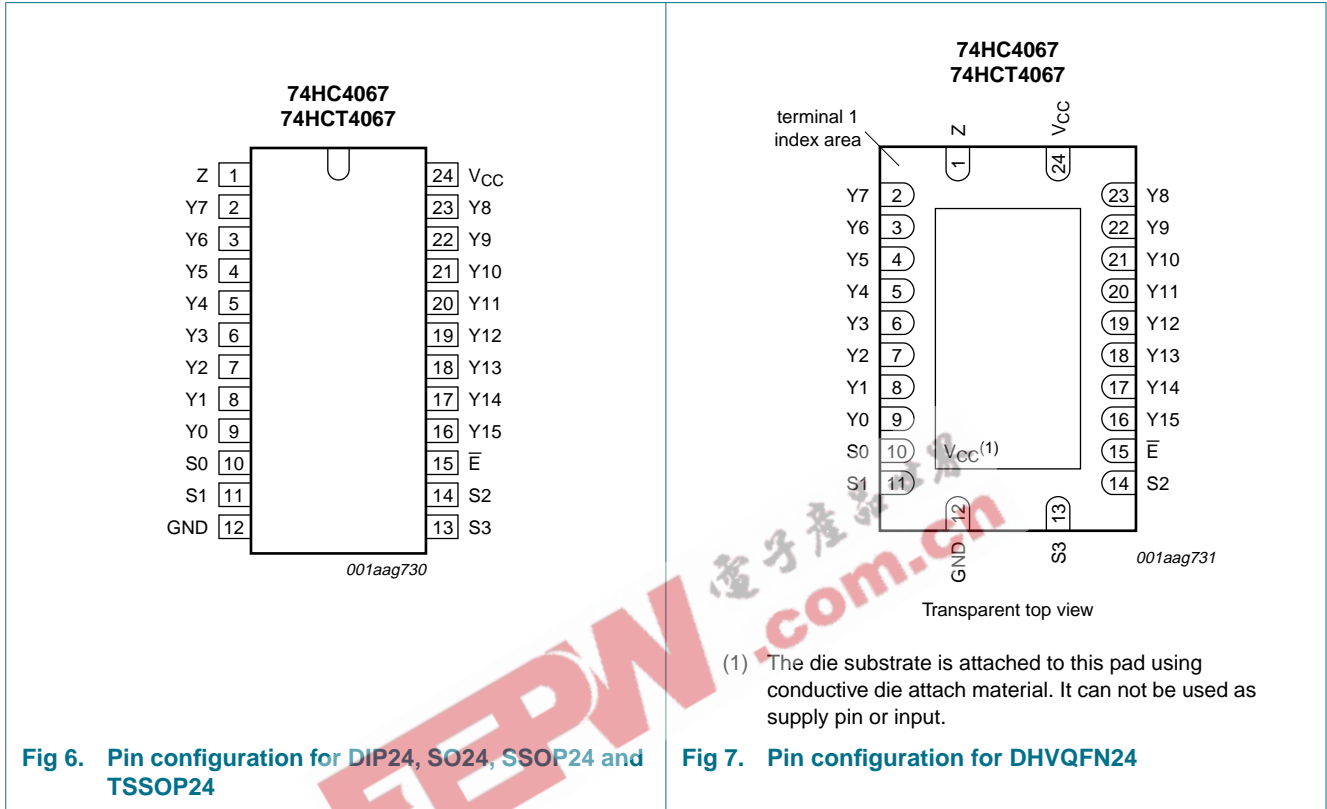 74HC4067
74HCT4067
Z 1
Y7 2
Y6 3
Y5 4
Y4 5
Y3 6
Y2 7
Y1 8
Y0 9
S0 10
S1 11
GND 12
24 VCC
23 Y8
22 Y9
21 Y10
20 Y11
19 Y12
18 Y13
17 Y14
16 Y15
15 E̅
14 S2
13 S3
001aag730
Fig 6. Pin configuration for DIP24, SO24, SSOP24 and
TSSOP24
74HC4067
74HCT4067
terminal 1
index area
Z
1
VCC
24
Y7 2
Y6 3
Y5 4
Y4 5
Y3 6
Y2 7
Y1 8
Y0 9
S0 10
S1 11
VCC(1)
23 Y8
22 Y9
21 Y10
20 Y11
19 Y12
18 Y13
17 Y14
16 Y15
15 E̅
14 S2
12
GND
13
S3
001aag731
Transparent top view
(1) The die substrate is attached to this pad using
conductive die attach material. It can not be used as
supply pin or input.
Fig 7. Pin configuration for DHVQFN24
EEPW
電子產品世界
.com.cn